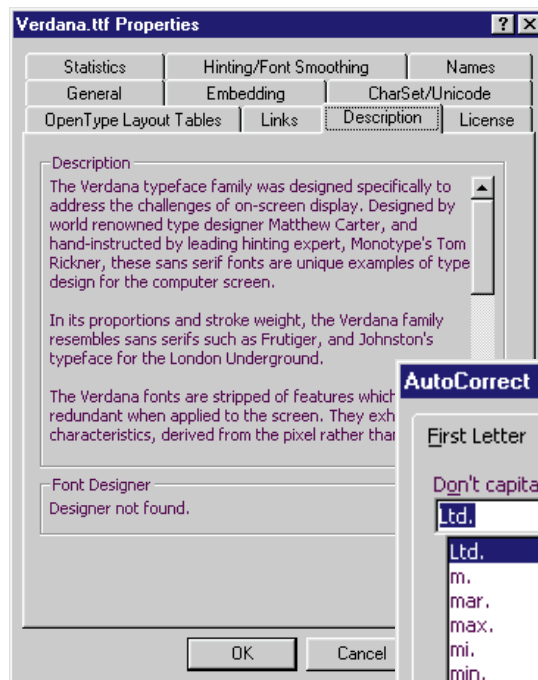 Verdana.ttf Properties
Statistics Hinting/Font Smoothing Names
General Embedding CharSet/Unicode
OpenType Layout Tables Links Description License
Description
The Verdana typeface family was designed specifically to
address the challenges of on-screen display. Designed by
world renowned type designer Matthew Carter, and
hand-instructed by leading hinting expert, Monotype's Tom
Rickner, these sans serif fonts are unique examples of type
design for the computer screen.
In its proportions and stroke weight, the Verdana family
resembles sans serifs such as Frutiger, and Johnston's
typeface for the London Underground.
The Verdana fonts are stripped of features which
redundant when applied to the screen. They exh
characteristics, derived from the pixel rather tha
Font Designer
Designer not found.
OK Cancel
AutoCorrect
First Letter
Don't capita
Ltd.
Ltd.
m.
mar.
max.
mi.
min.